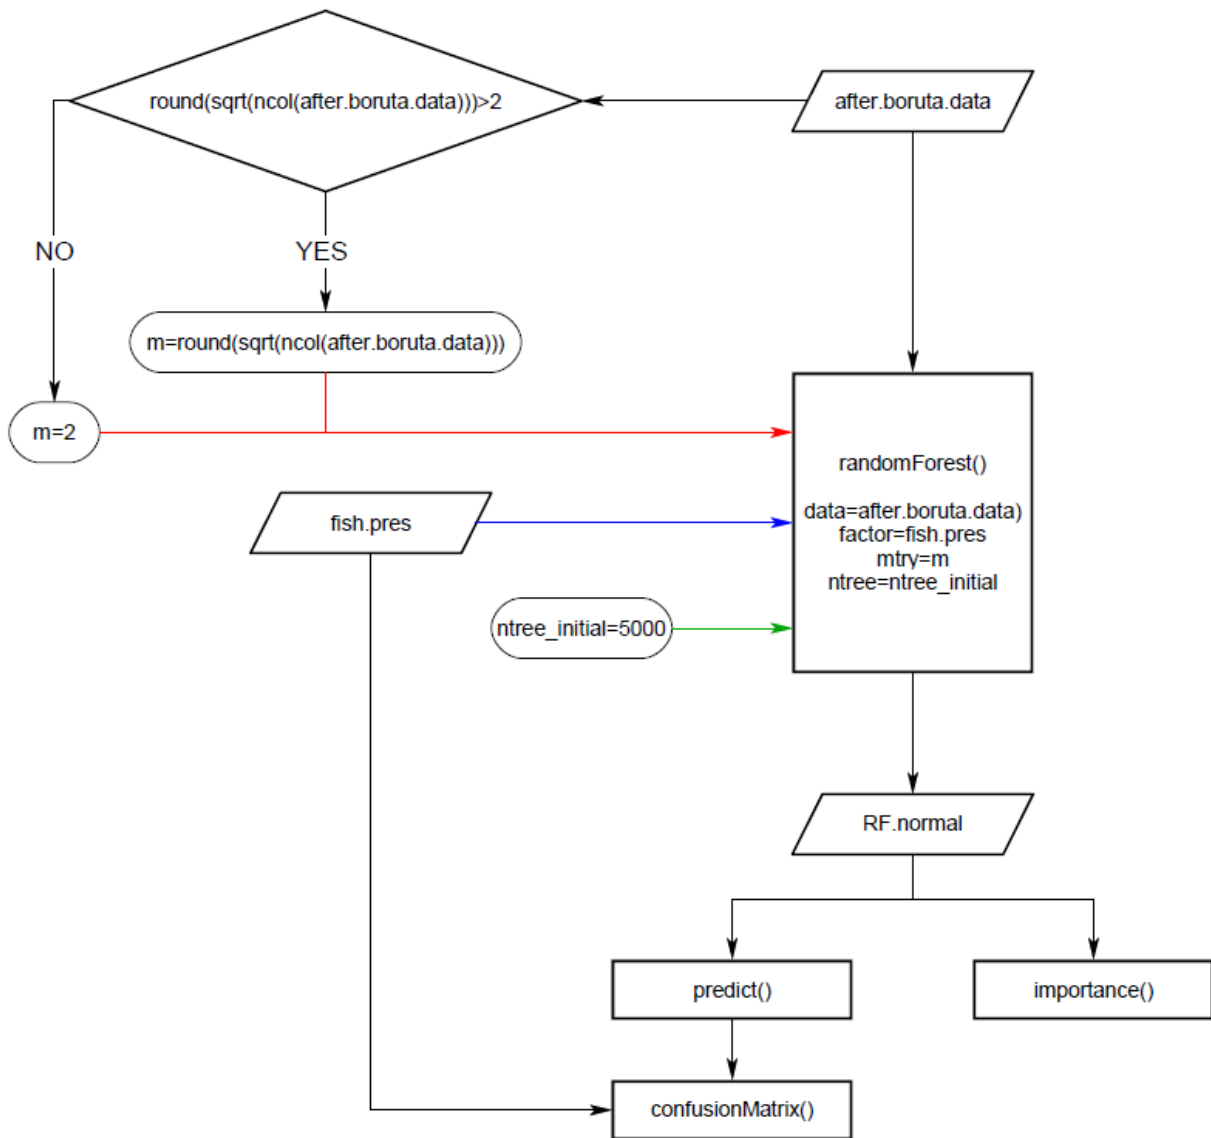 round(sqrt(ncol(after.boruta.data)))>2
after.boruta.data
NO
YES
m=round(sqrt(ncol(after.boruta.data)))
m=2
randomForest()
data=after.boruta.data)
factor=fish.pres
mtry=m
ntree=ntree_initial
fish.pres
ntree_initial=5000
RF.normal
predict()
importance()
confusionMatrix()